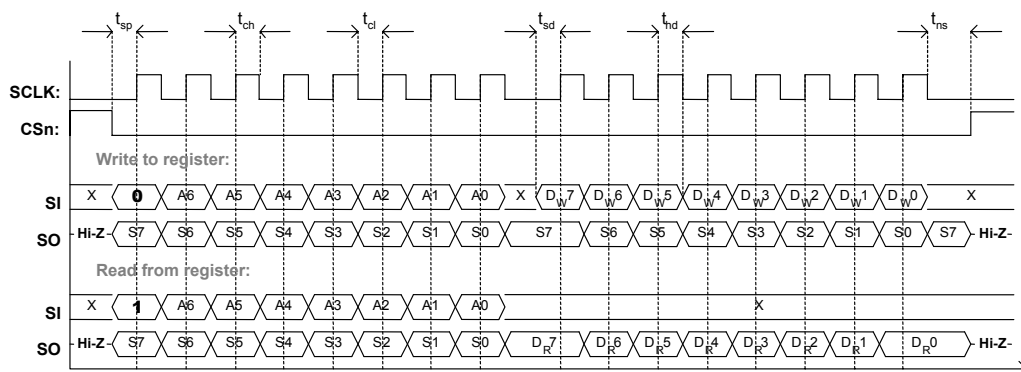 tsp tch tcl tsd thd tns
SCLK:
CSn:
Write to register:
SI X 0 A6 A5 A4 A3 A2 A1 A0 X DW7 DW6 DW5 DW4 DW3 DW2 DW1 DW0 X
SO Hi-Z S7 S6 S5 S4 S3 S2 S1 S0 S7 S6 S5 S4 S3 S2 S1 S0 S7 Hi-Z
Read from register:
SI X 1 A6 A5 A4 A3 A2 A1 A0 X
SO Hi-Z S7 S6 S5 S4 S3 S2 S1 S0 DR7 DR6 DR5 DR4 DR3 DR2 DR1 DR0 Hi-Z